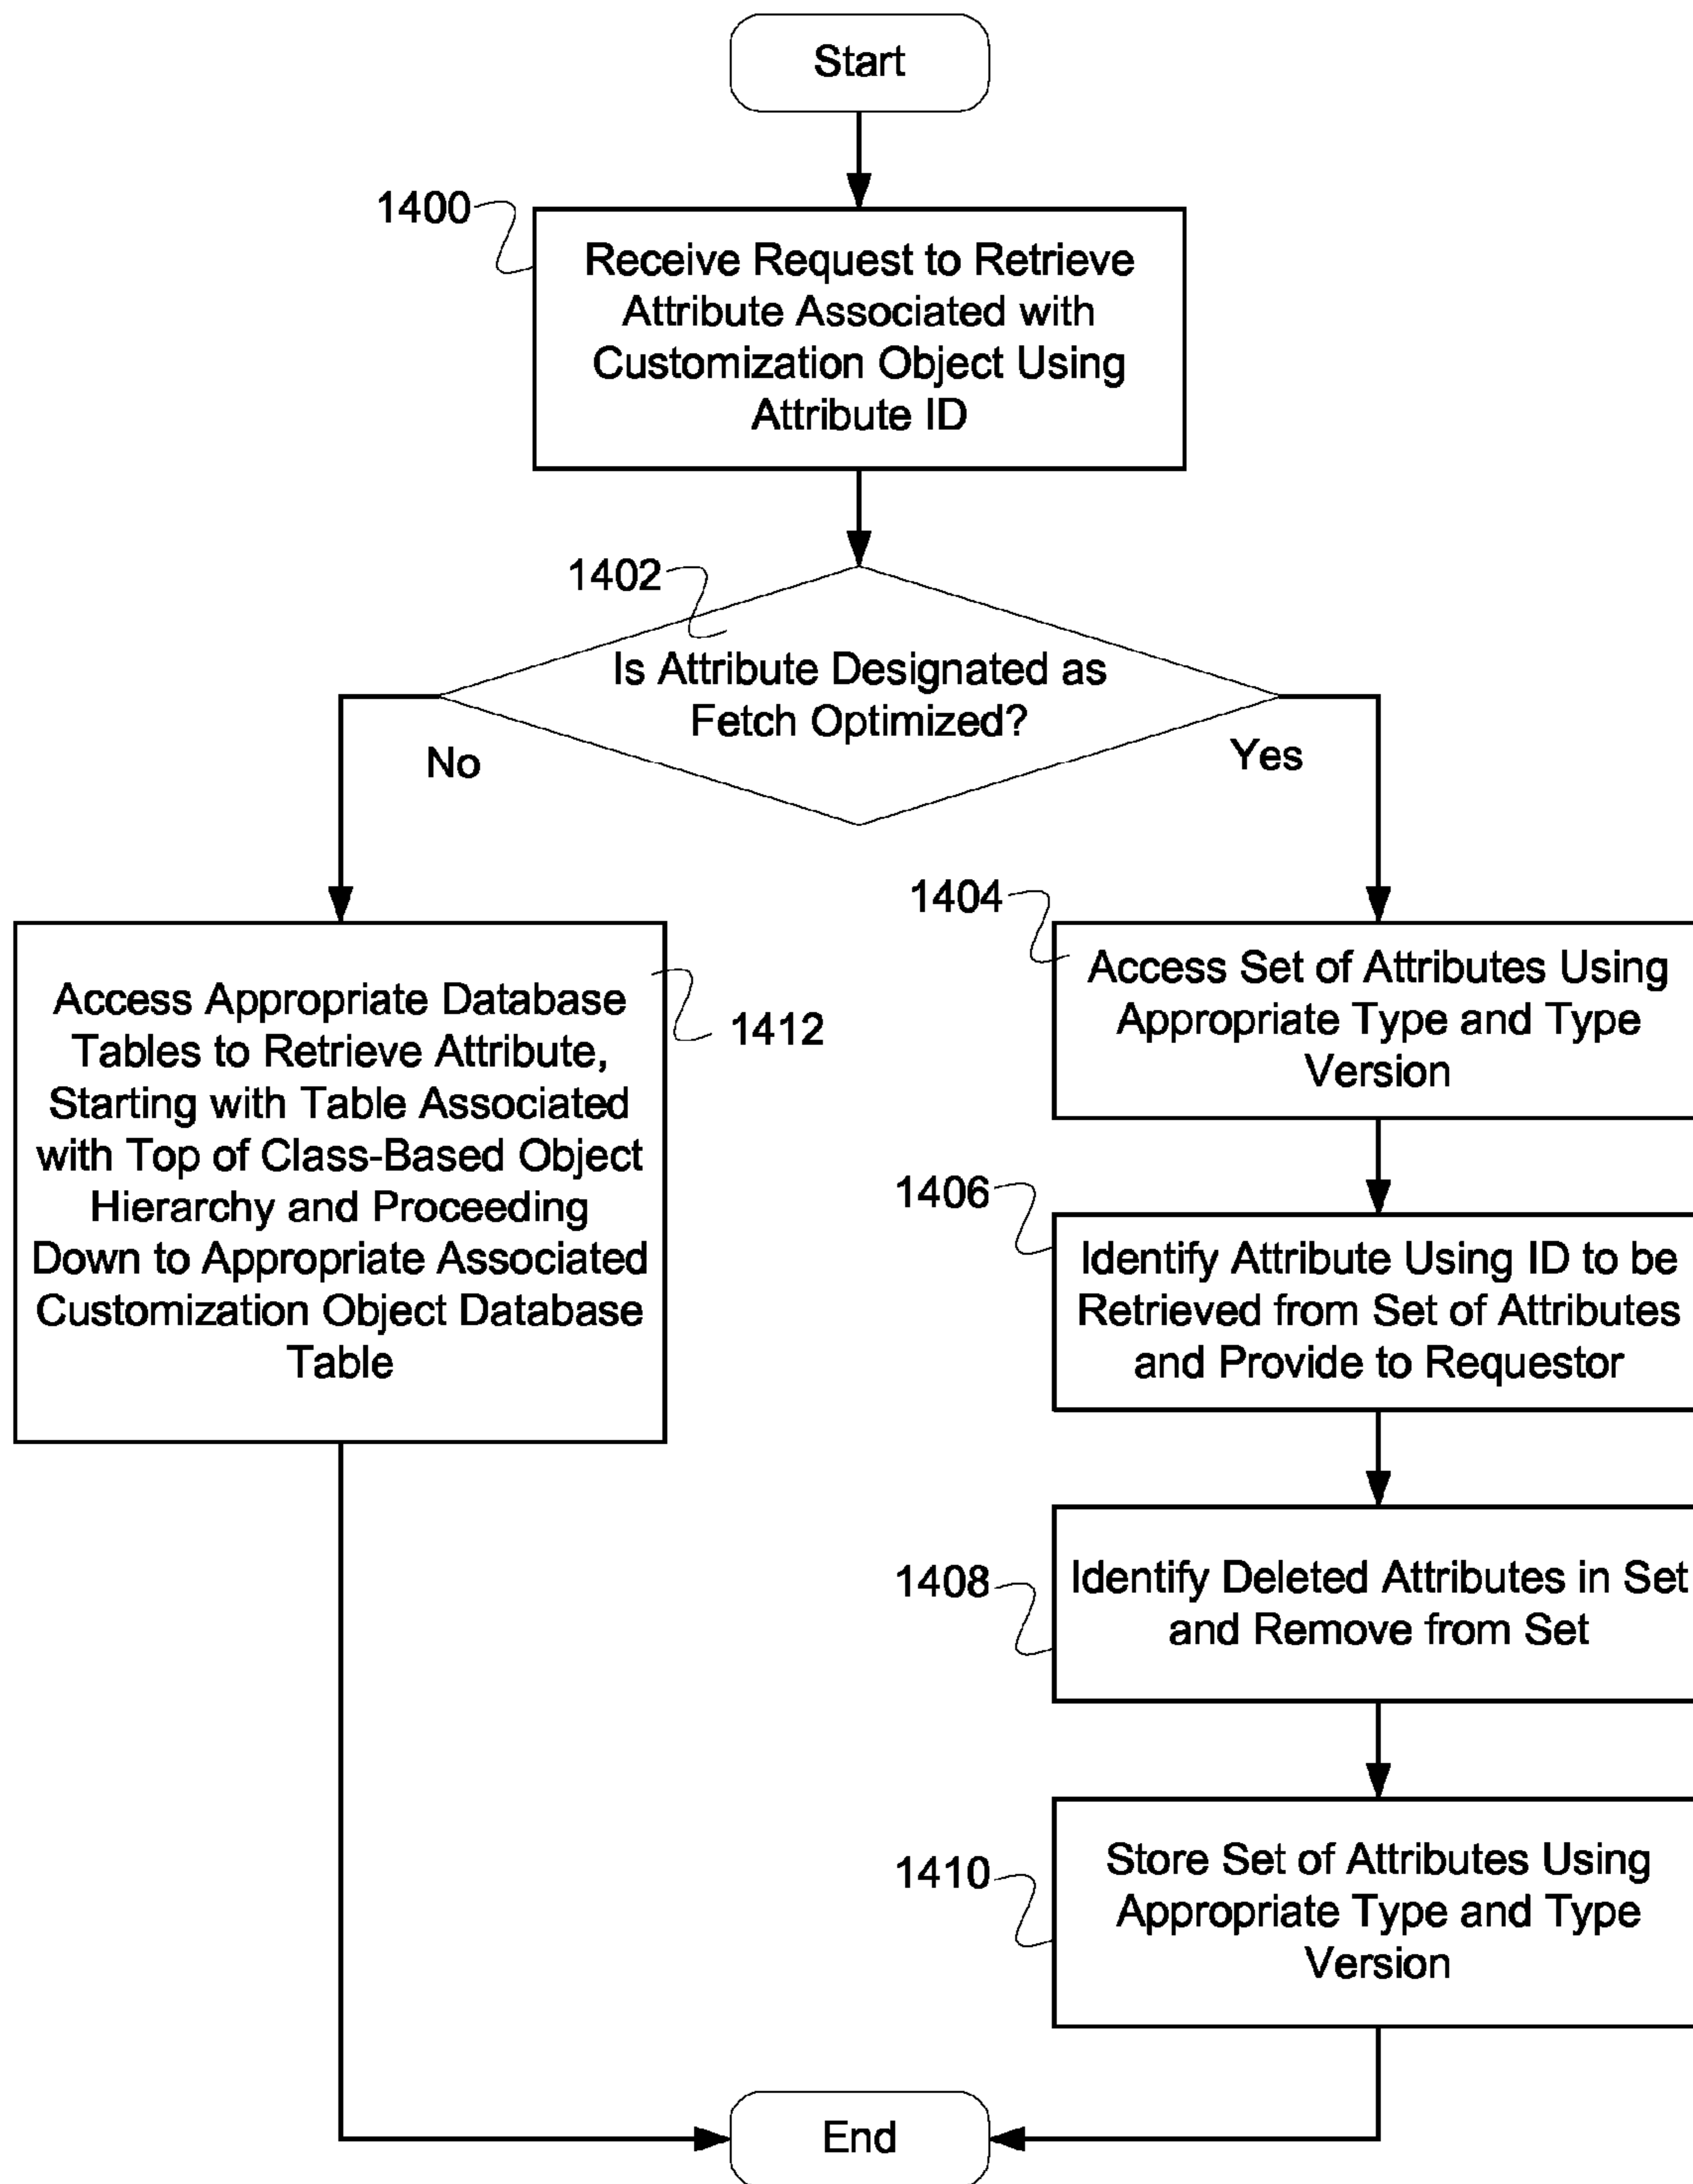 Start
1400
Receive Request to Retrieve
Attribute Associated with
Customization Object Using
Attribute ID
1402
Is Attribute Designated as
Fetch Optimized?
No
Yes
1412
Access Appropriate Database
Tables to Retrieve Attribute,
Starting with Table Associated
with Top of Class-Based Object
Hierarchy and Proceeding
Down to Appropriate Associated
Customization Object Database
Table
1404
Access Set of Attributes Using
Appropriate Type and Type
Version
1406
Identify Attribute Using ID to be
Retrieved from Set of Attributes
and Provide to Requestor
1408
Identify Deleted Attributes in Set
and Remove from Set
1410
Store Set of Attributes Using
Appropriate Type and Type
Version
End